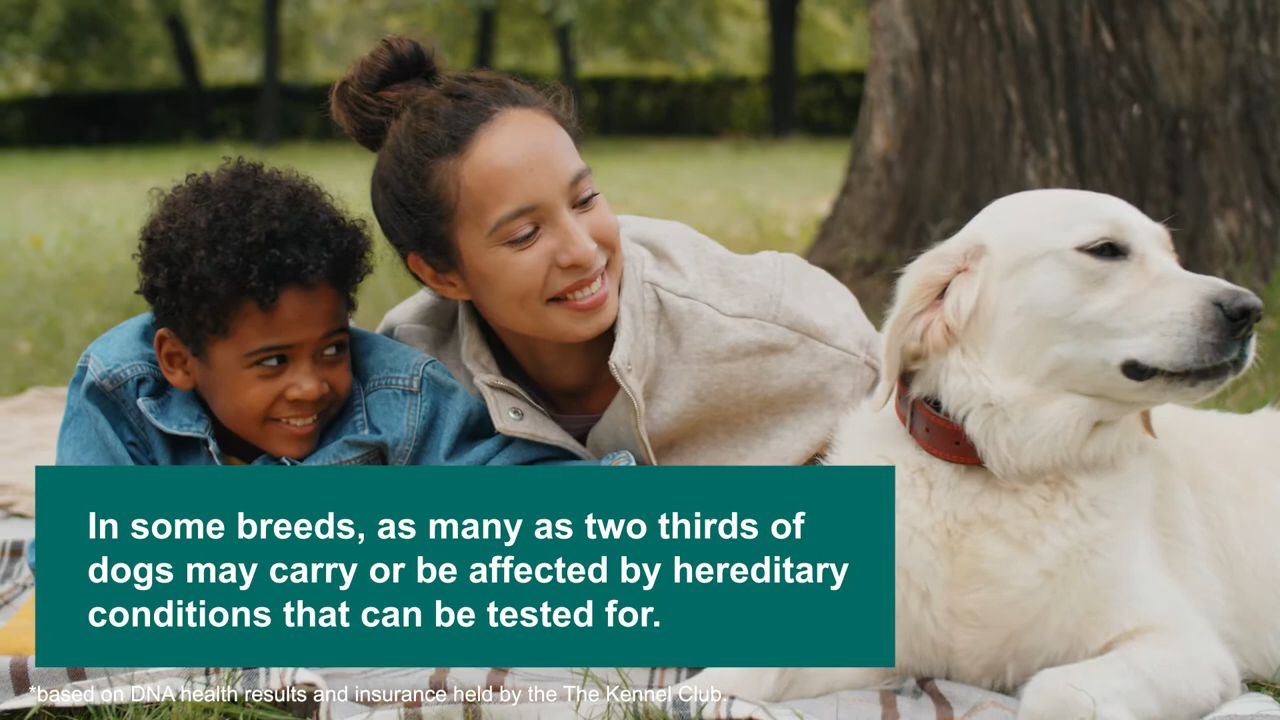 In some breeds, as many as two thirds of
dogs may carry or be affected by hereditary
conditions that can be tested for.
*based on DNA health results and insurance held by the The Kennel Club.